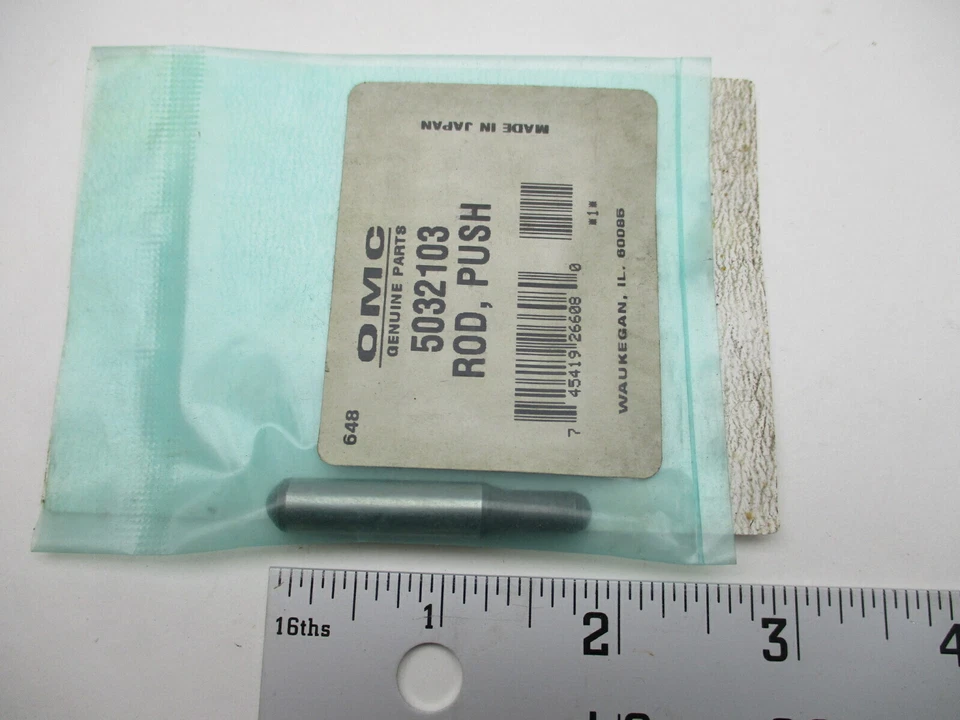 MADE IN JAPAN
OMC
GENUINE PARTS
5032103
ROD, PUSH
*1*
7 45419 26608 0
WAUKEGAN, IL. 60085
648
16ths
1 2 3 4